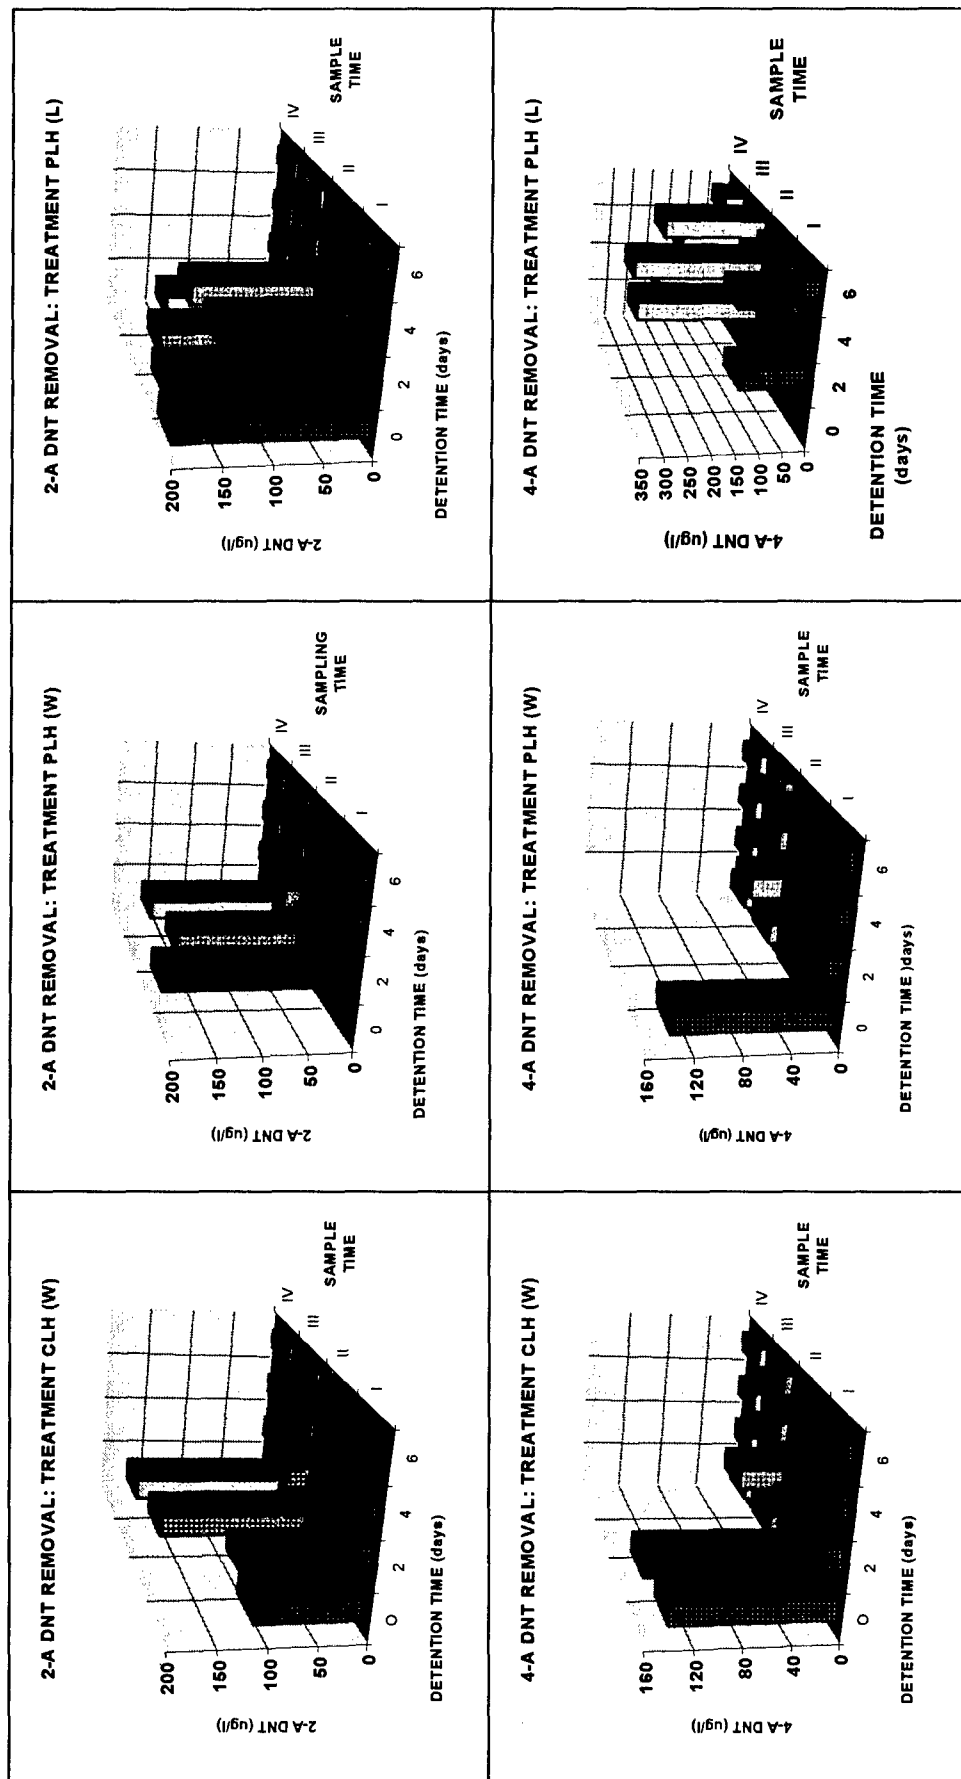 2-A DNT REMOVAL: TREATMENT CLH (W)
2-A DNT (ug/l)
200
150
100
50
0
O
2
4
6
DETENTION TIME (days)
I
II
III
IV
SAMPLE
TIME
2-A DNT REMOVAL: TREATMENT PLH (W)
2-A DNT (ug/l)
200
150
100
50
0
0
2
4
6
DETENTION TIME (days)
I
II
III
IV
SAMPLING
TIME
2-A DNT REMOVAL: TREATMENT PLH (L)
2-A DNT (ug/l)
200
150
100
50
0
0
2
4
6
DETENTION TIME (days)
I
II
III
IV
SAMPLE
TIME
4-A DNT REMOVAL: TREATMENT CLH (W)
4-A DNT (ug/l)
160
120
80
40
0
0
2
4
6
DETENTION TIME (days)
I
II
III
IV
SAMPLE
TIME
4-A DNT REMOVAL: TREATMENT PLH (W)
4-A DNT (ug/l)
160
120
80
40
0
0
2
4
6
DETENTION TIME )days)
I
II
III
IV
SAMPLE
TIME
4-A DNT REMOVAL: TREATMENT PLH (L)
4-A DNT (ug/l)
350
300
250
200
150
100
50
0
0
2
4
6
DETENTION TIME
(days)
I
II
III
IV
SAMPLE
TIME